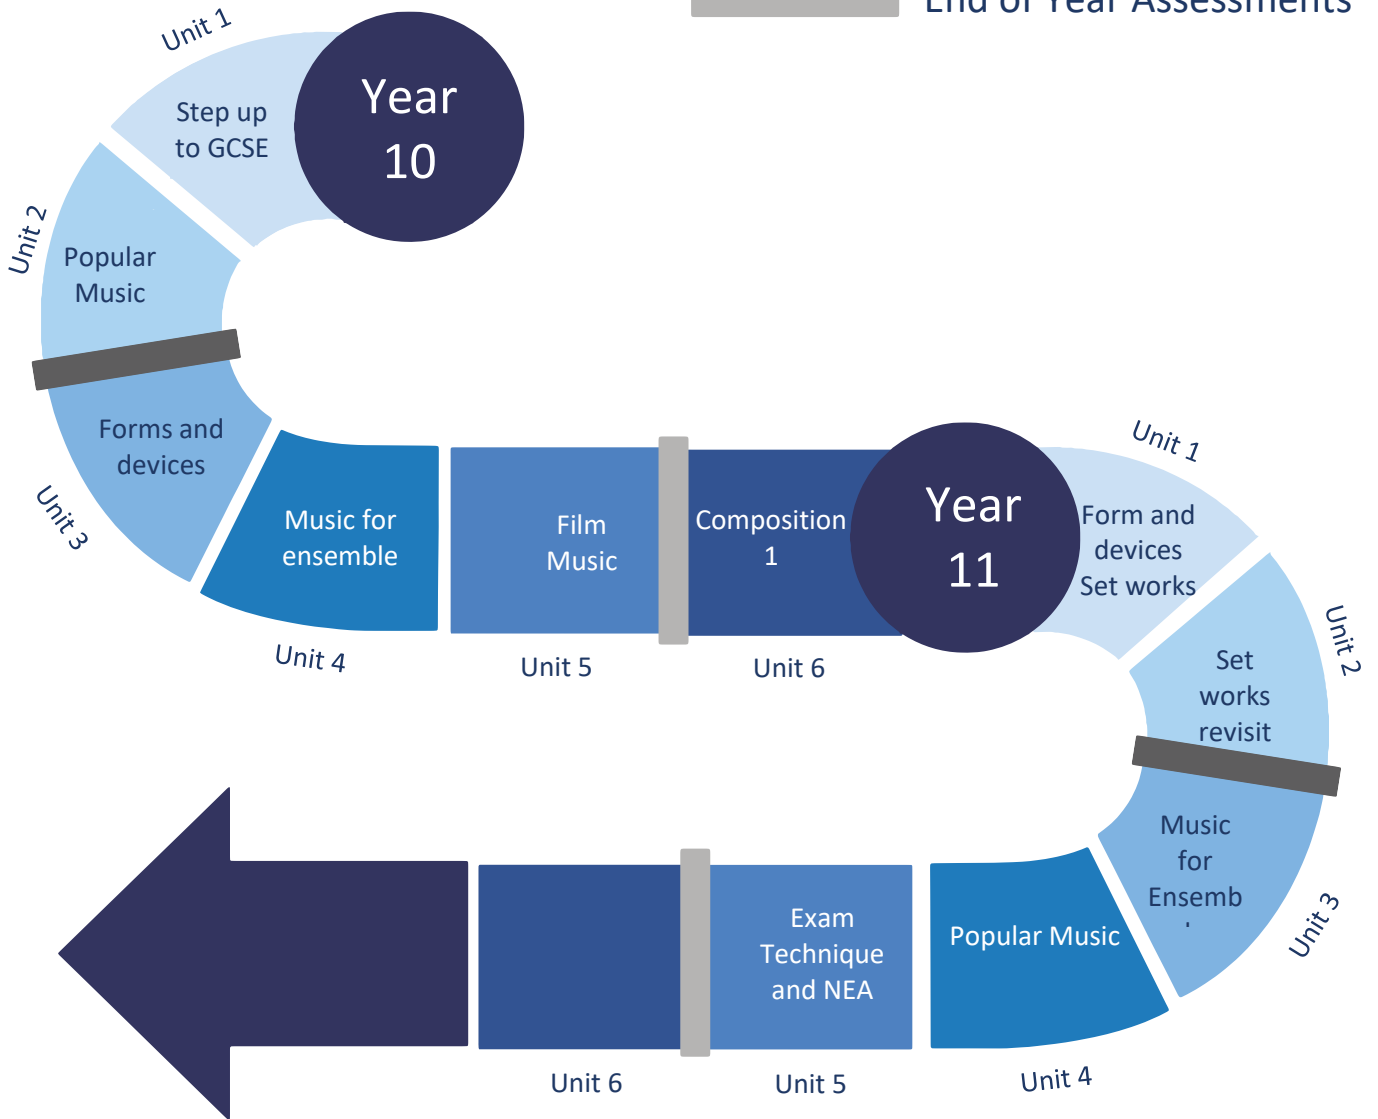 End of Year Assessments
Unit 1
Step up
to GCSE
Year
10
Unit 2
Popular
Music
Forms and
devices
Unit 3
Music for
ensemble
Unit 4
Film
Music
Unit 5
Composition
1
Unit 6
Year
11
Unit 1
Form and
devices
Set works
Unit 2
Set
works
revisit
Music
for
Ensemb
Unit 3
Popular Music
Unit 4
Exam
Technique
and NEA
Unit 5
Unit 6